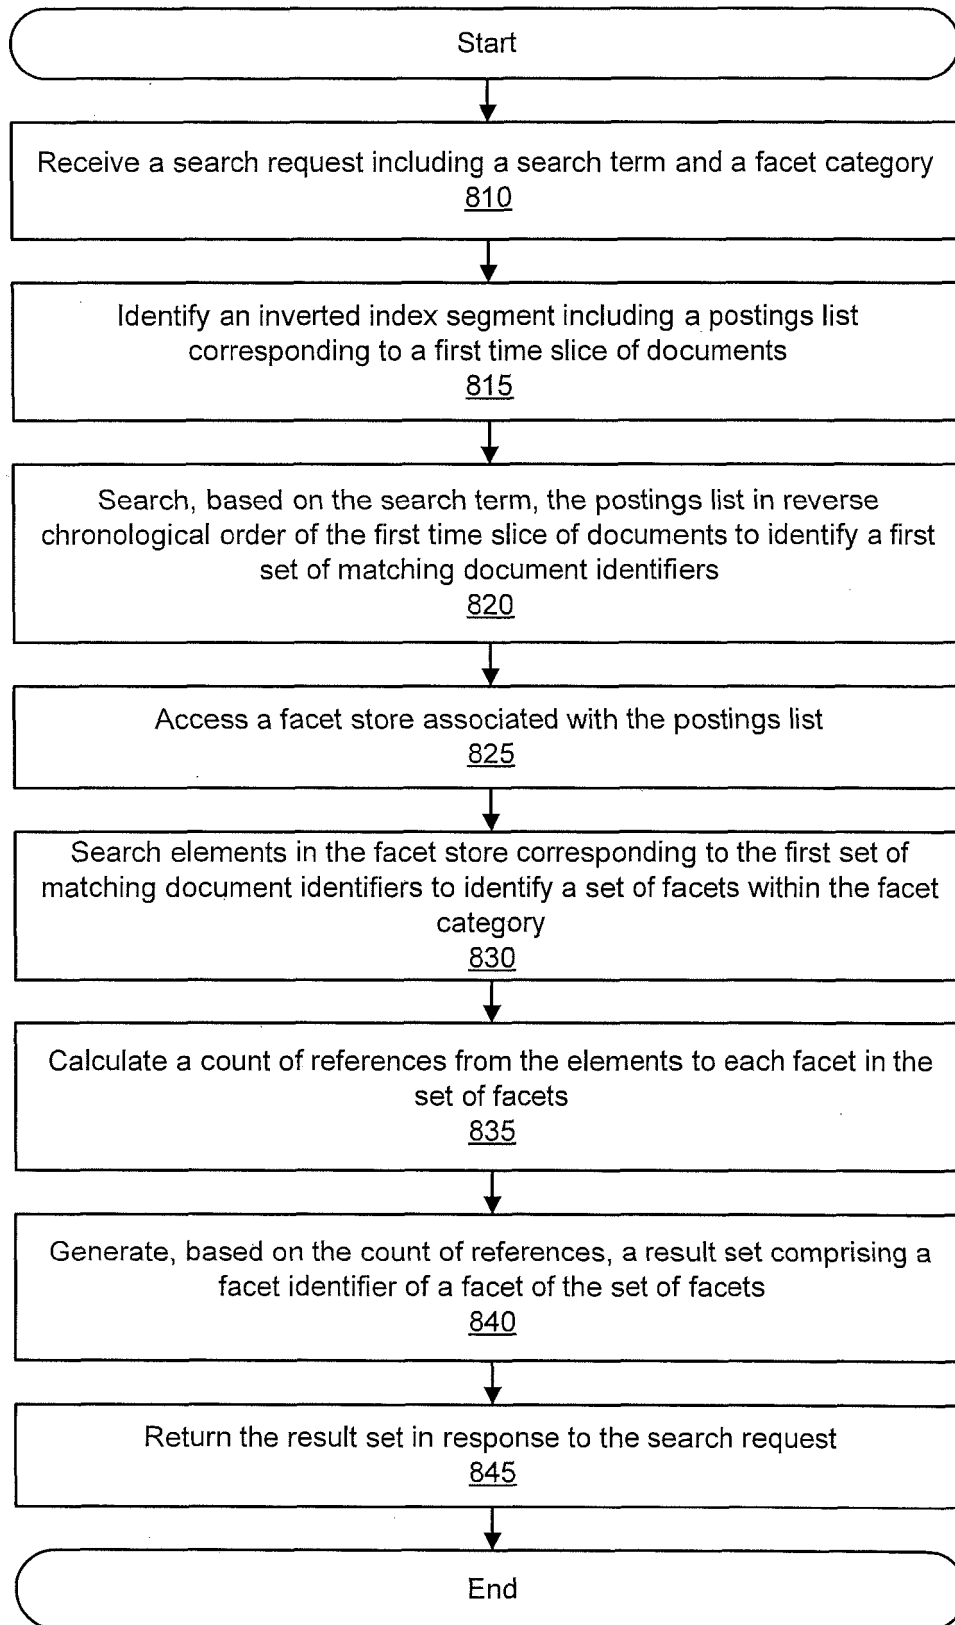 Start
Receive a search request including a search term and a facet category
810
Identify an inverted index segment including a postings list
corresponding to a first time slice of documents
815
Search, based on the search term, the postings list in reverse
chronological order of the first time slice of documents to identify a first
set of matching document identifiers
820
Access a facet store associated with the postings list
825
Search elements in the facet store corresponding to the first set of
matching document identifiers to identify a set of facets within the facet
category
830
Calculate a count of references from the elements to each facet in the
set of facets
835
Generate, based on the count of references, a result set comprising a
facet identifier of a facet of the set of facets
840
Return the result set in response to the search request
845
End